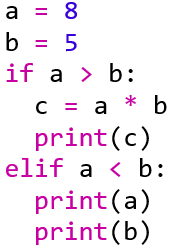 a = 8
b = 5
if a > b:
  c = a * b
  print(c)
elif a < b:
  print(a)
  print(b)